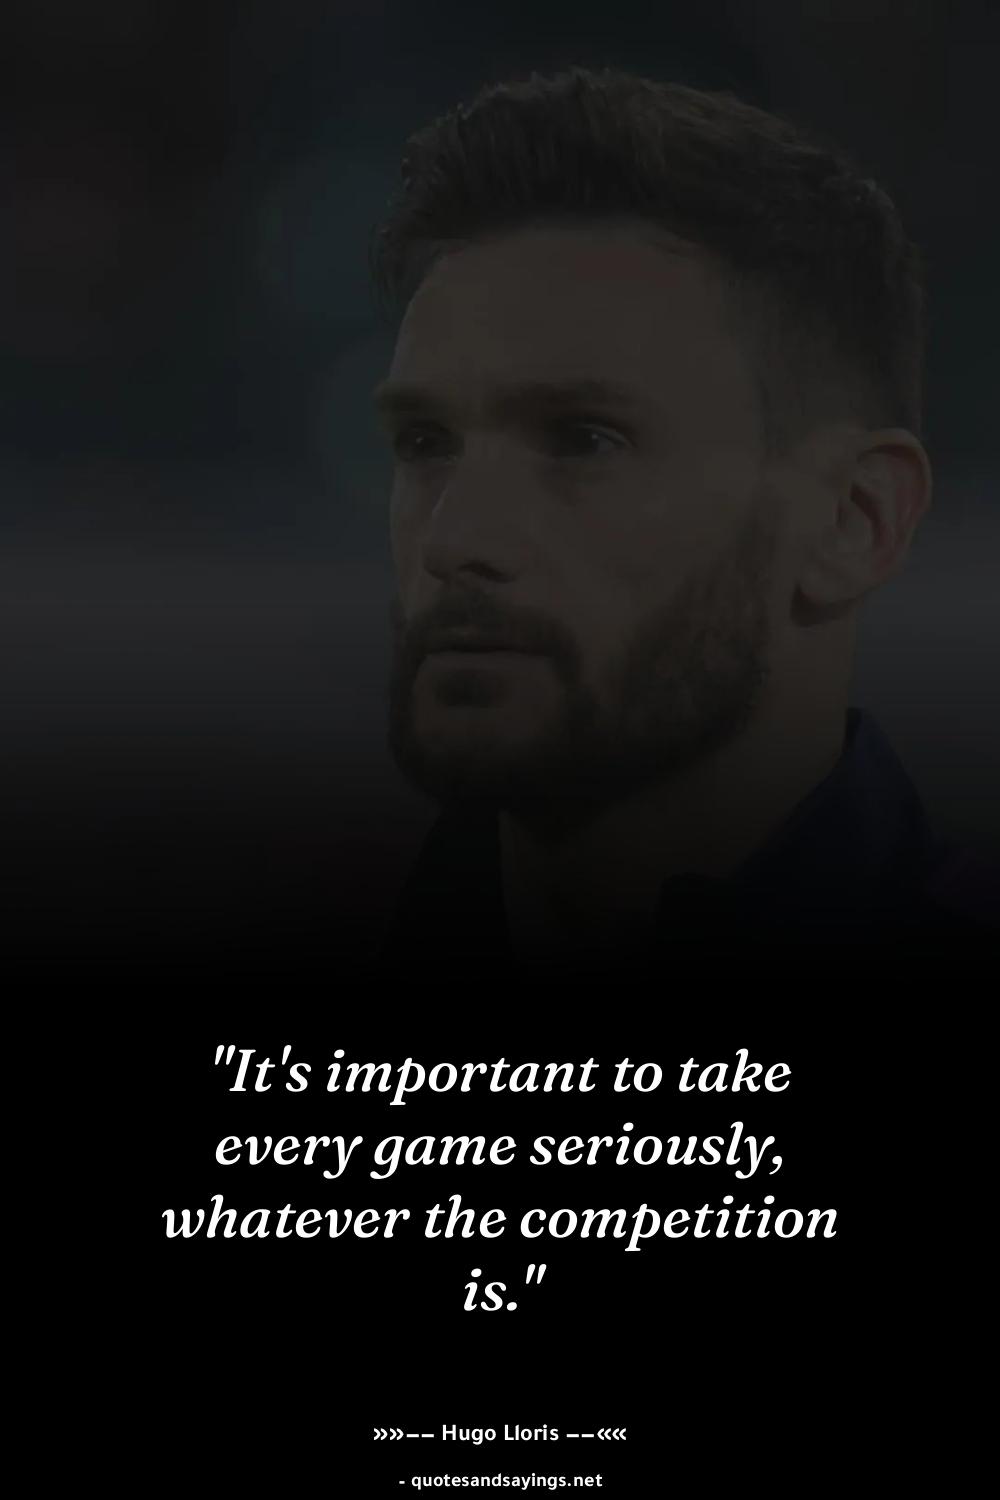 "It's important to take
every game seriously,
whatever the competition
is."
»»–– Hugo Lloris ––««
- quotesandsayings.net